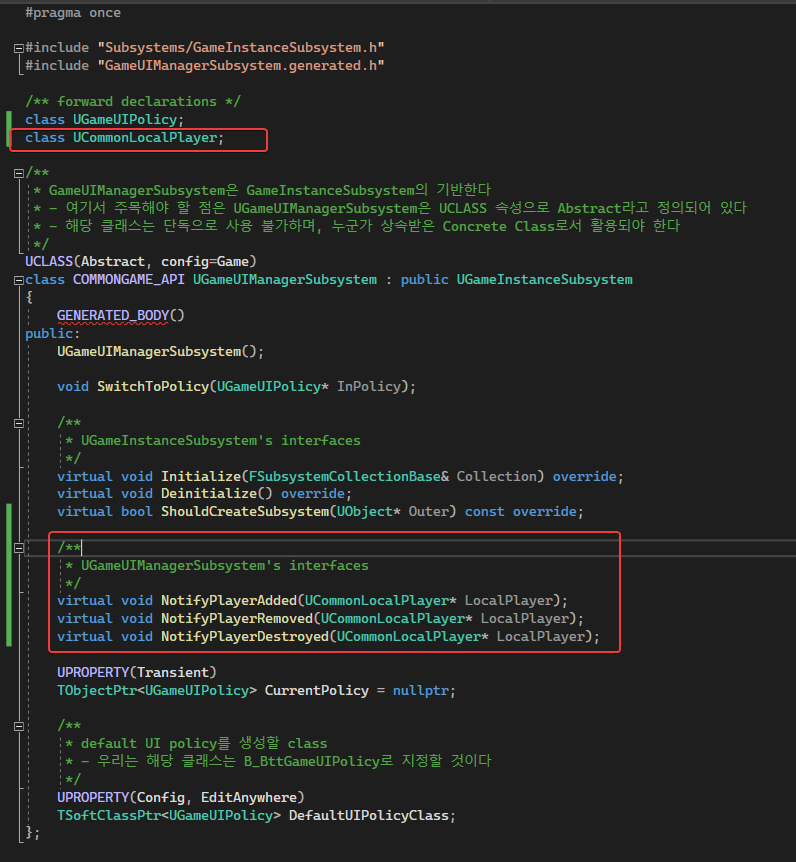 #pragma once
#include "Subsystems/GameInstanceSubsystem.h"
#include "GameUIManagerSubsystem.generated.h"
/** forward declarations */
class UGameUIPolicy;
class UCommonLocalPlayer;
/**
* GameUIManagerSubsystem은 GameInstanceSubsystem의 기반한다
* - 여기서 주목해야 할 점은 UGameUIManagerSubsystem은 UCLASS 속성으로 Abstract라고 정의되어 있다
* - 해당 클래스는 단독으로 사용 불가하며, 누군가 상속받은 Concrete Class로서 활용되야 한다
*/
UCLASS(Abstract, config=Game)
class COMMONGAME_API UGameUIManagerSubsystem : public UGameInstanceSubsystem
{
GENERATED_BODY()
public:
UGameUIManagerSubsystem();
void SwitchToPolicy(UGameUIPolicy* InPolicy);
/**
* UGameInstanceSubsystem's interfaces
*/
virtual void Initialize(FSubsystemCollectionBase& Collection) override;
virtual void Deinitialize() override;
virtual bool ShouldCreateSubsystem(UObject* Outer) const override;
/**
* UGameUIManagerSubsystem's interfaces
*/
virtual void NotifyPlayerAdded(UCommonLocalPlayer* LocalPlayer);
virtual void NotifyPlayerRemoved(UCommonLocalPlayer* LocalPlayer);
virtual void NotifyPlayerDestroyed(UCommonLocalPlayer* LocalPlayer);
UPROPERTY(Transient)
TObjectPtr<UGameUIPolicy> CurrentPolicy = nullptr;
/**
* default UI policy를 생성할 class
* - 우리는 해당 클래스는 B_BttGameUIPolicy로 지정할 것이다
*/
UPROPERTY(Config, EditAnywhere)
TSoftClassPtr<UGameUIPolicy> DefaultUIPolicyClass;
};